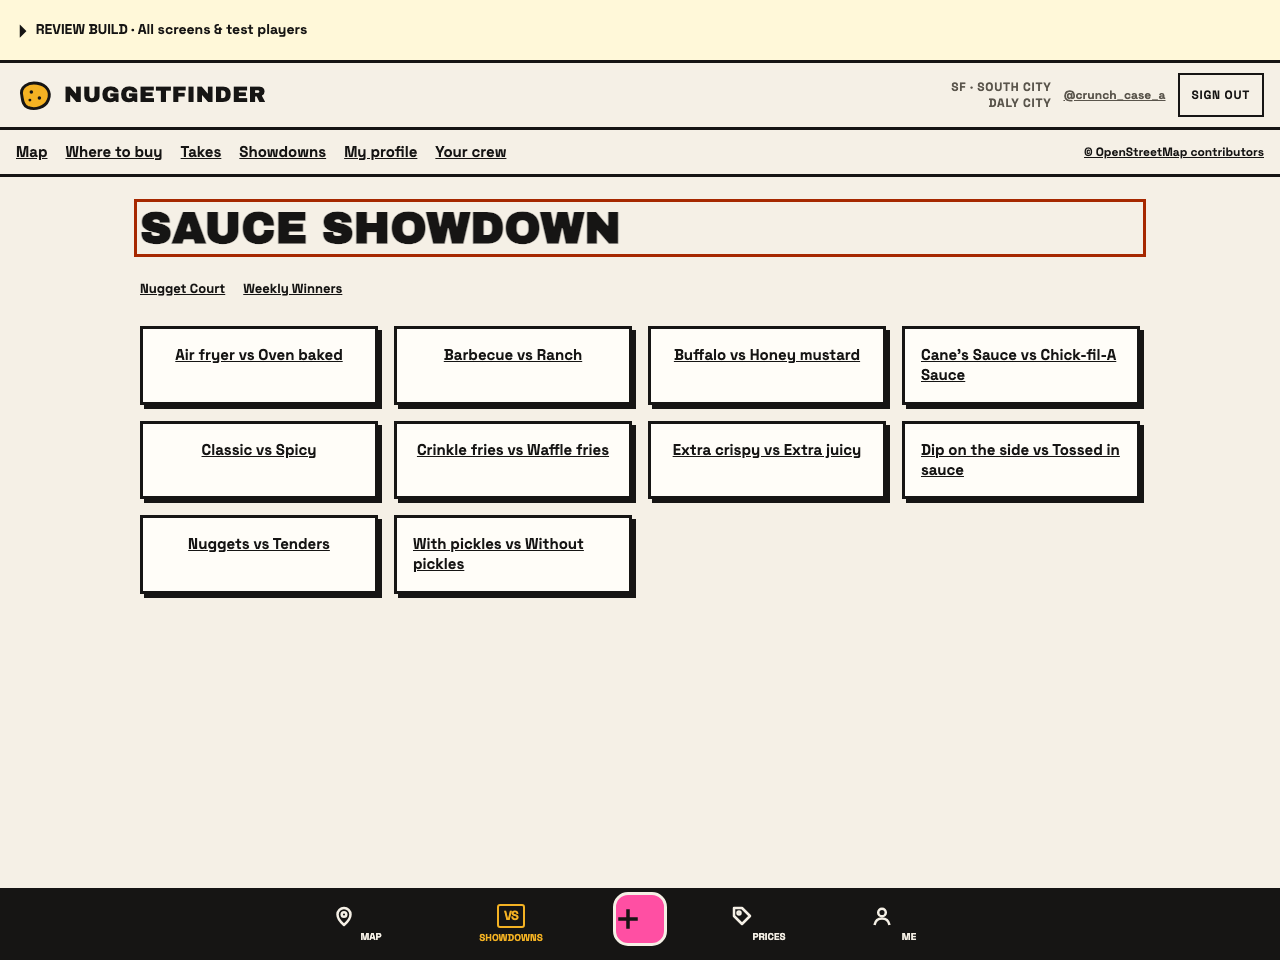 REVIEW BUILD · All screens & test players
NUGGETFINDER
SF · SOUTH CITY
DALY CITY
@crunch_case_a
SIGN OUT
Map Where to buy Takes Showdowns My profile Your crew
© OpenStreetMap contributors
SAUCE SHOWDOWN
Nugget Court Weekly Winners
Air fryer vs Oven baked
Barbecue vs Ranch
Buffalo vs Honey mustard
Cane's Sauce vs Chick-fil-A
Sauce
Classic vs Spicy
Crinkle fries vs Waffle fries
Extra crispy vs Extra juicy
Dip on the side vs Tossed in
sauce
Nuggets vs Tenders
With pickles vs Without
pickles
MAP
VS
SHOWDOWNS
+
PRICES
ME